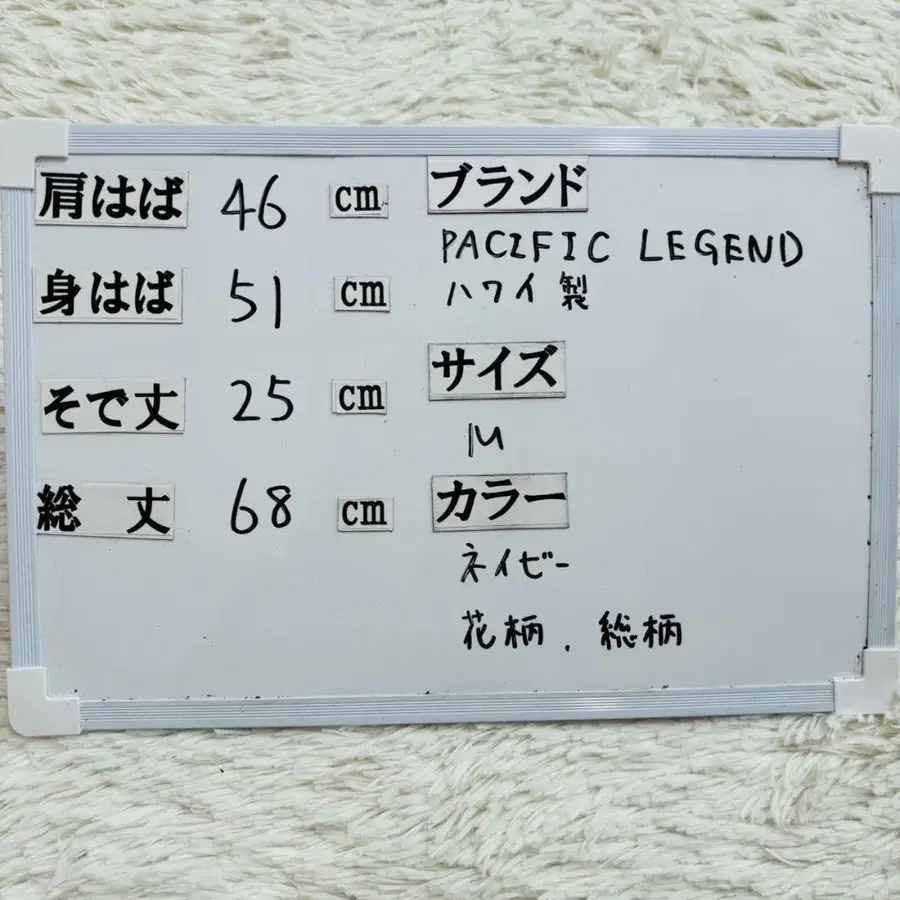 肩はば 46 cm
身はば 51 cm
そで丈 25 cm
総 丈 68 cm
ブランド
PACIFIC LEGEND
ハワイ製
サイズ
M
カラー
ネイビー
花柄、総柄